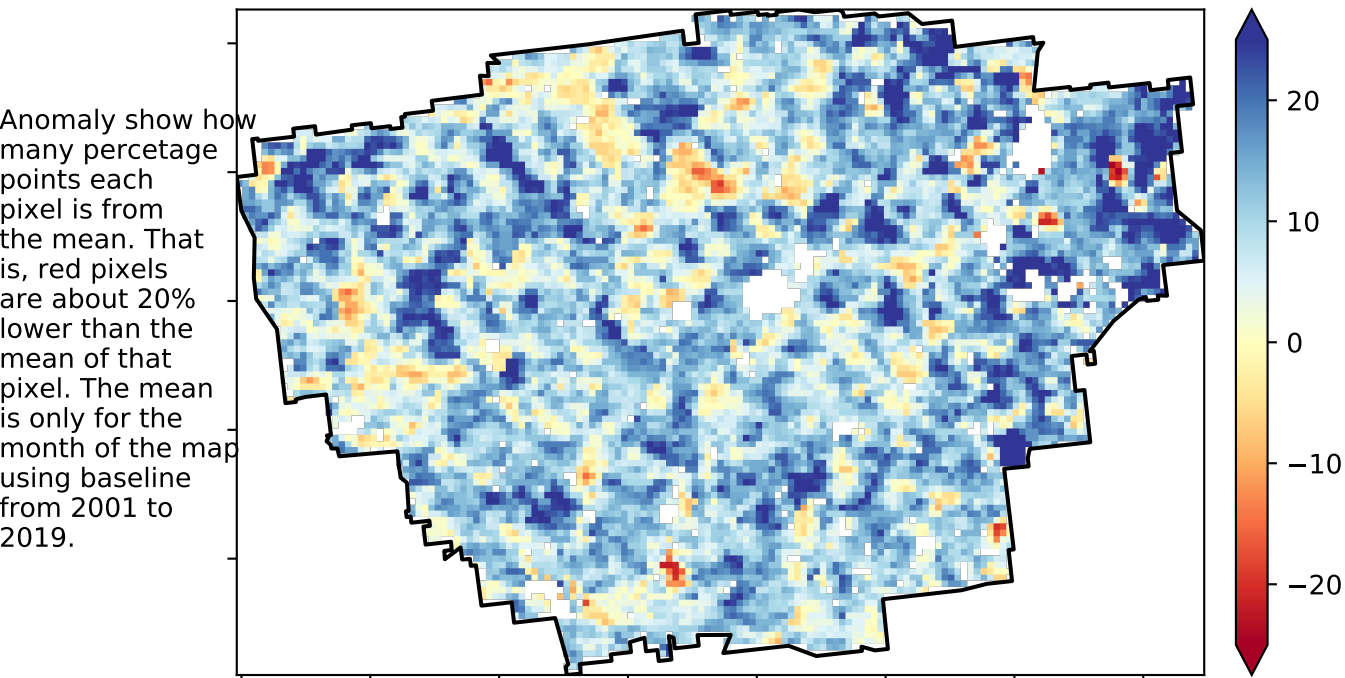 Anomaly show how
many percetage
points each
pixel is from
the mean. That
is, red pixels
are about 20%
lower than the
mean of that
pixel. The mean
is only for the
month of the map
using baseline
from 2001 to
2019.
20
10
0
−10
−20